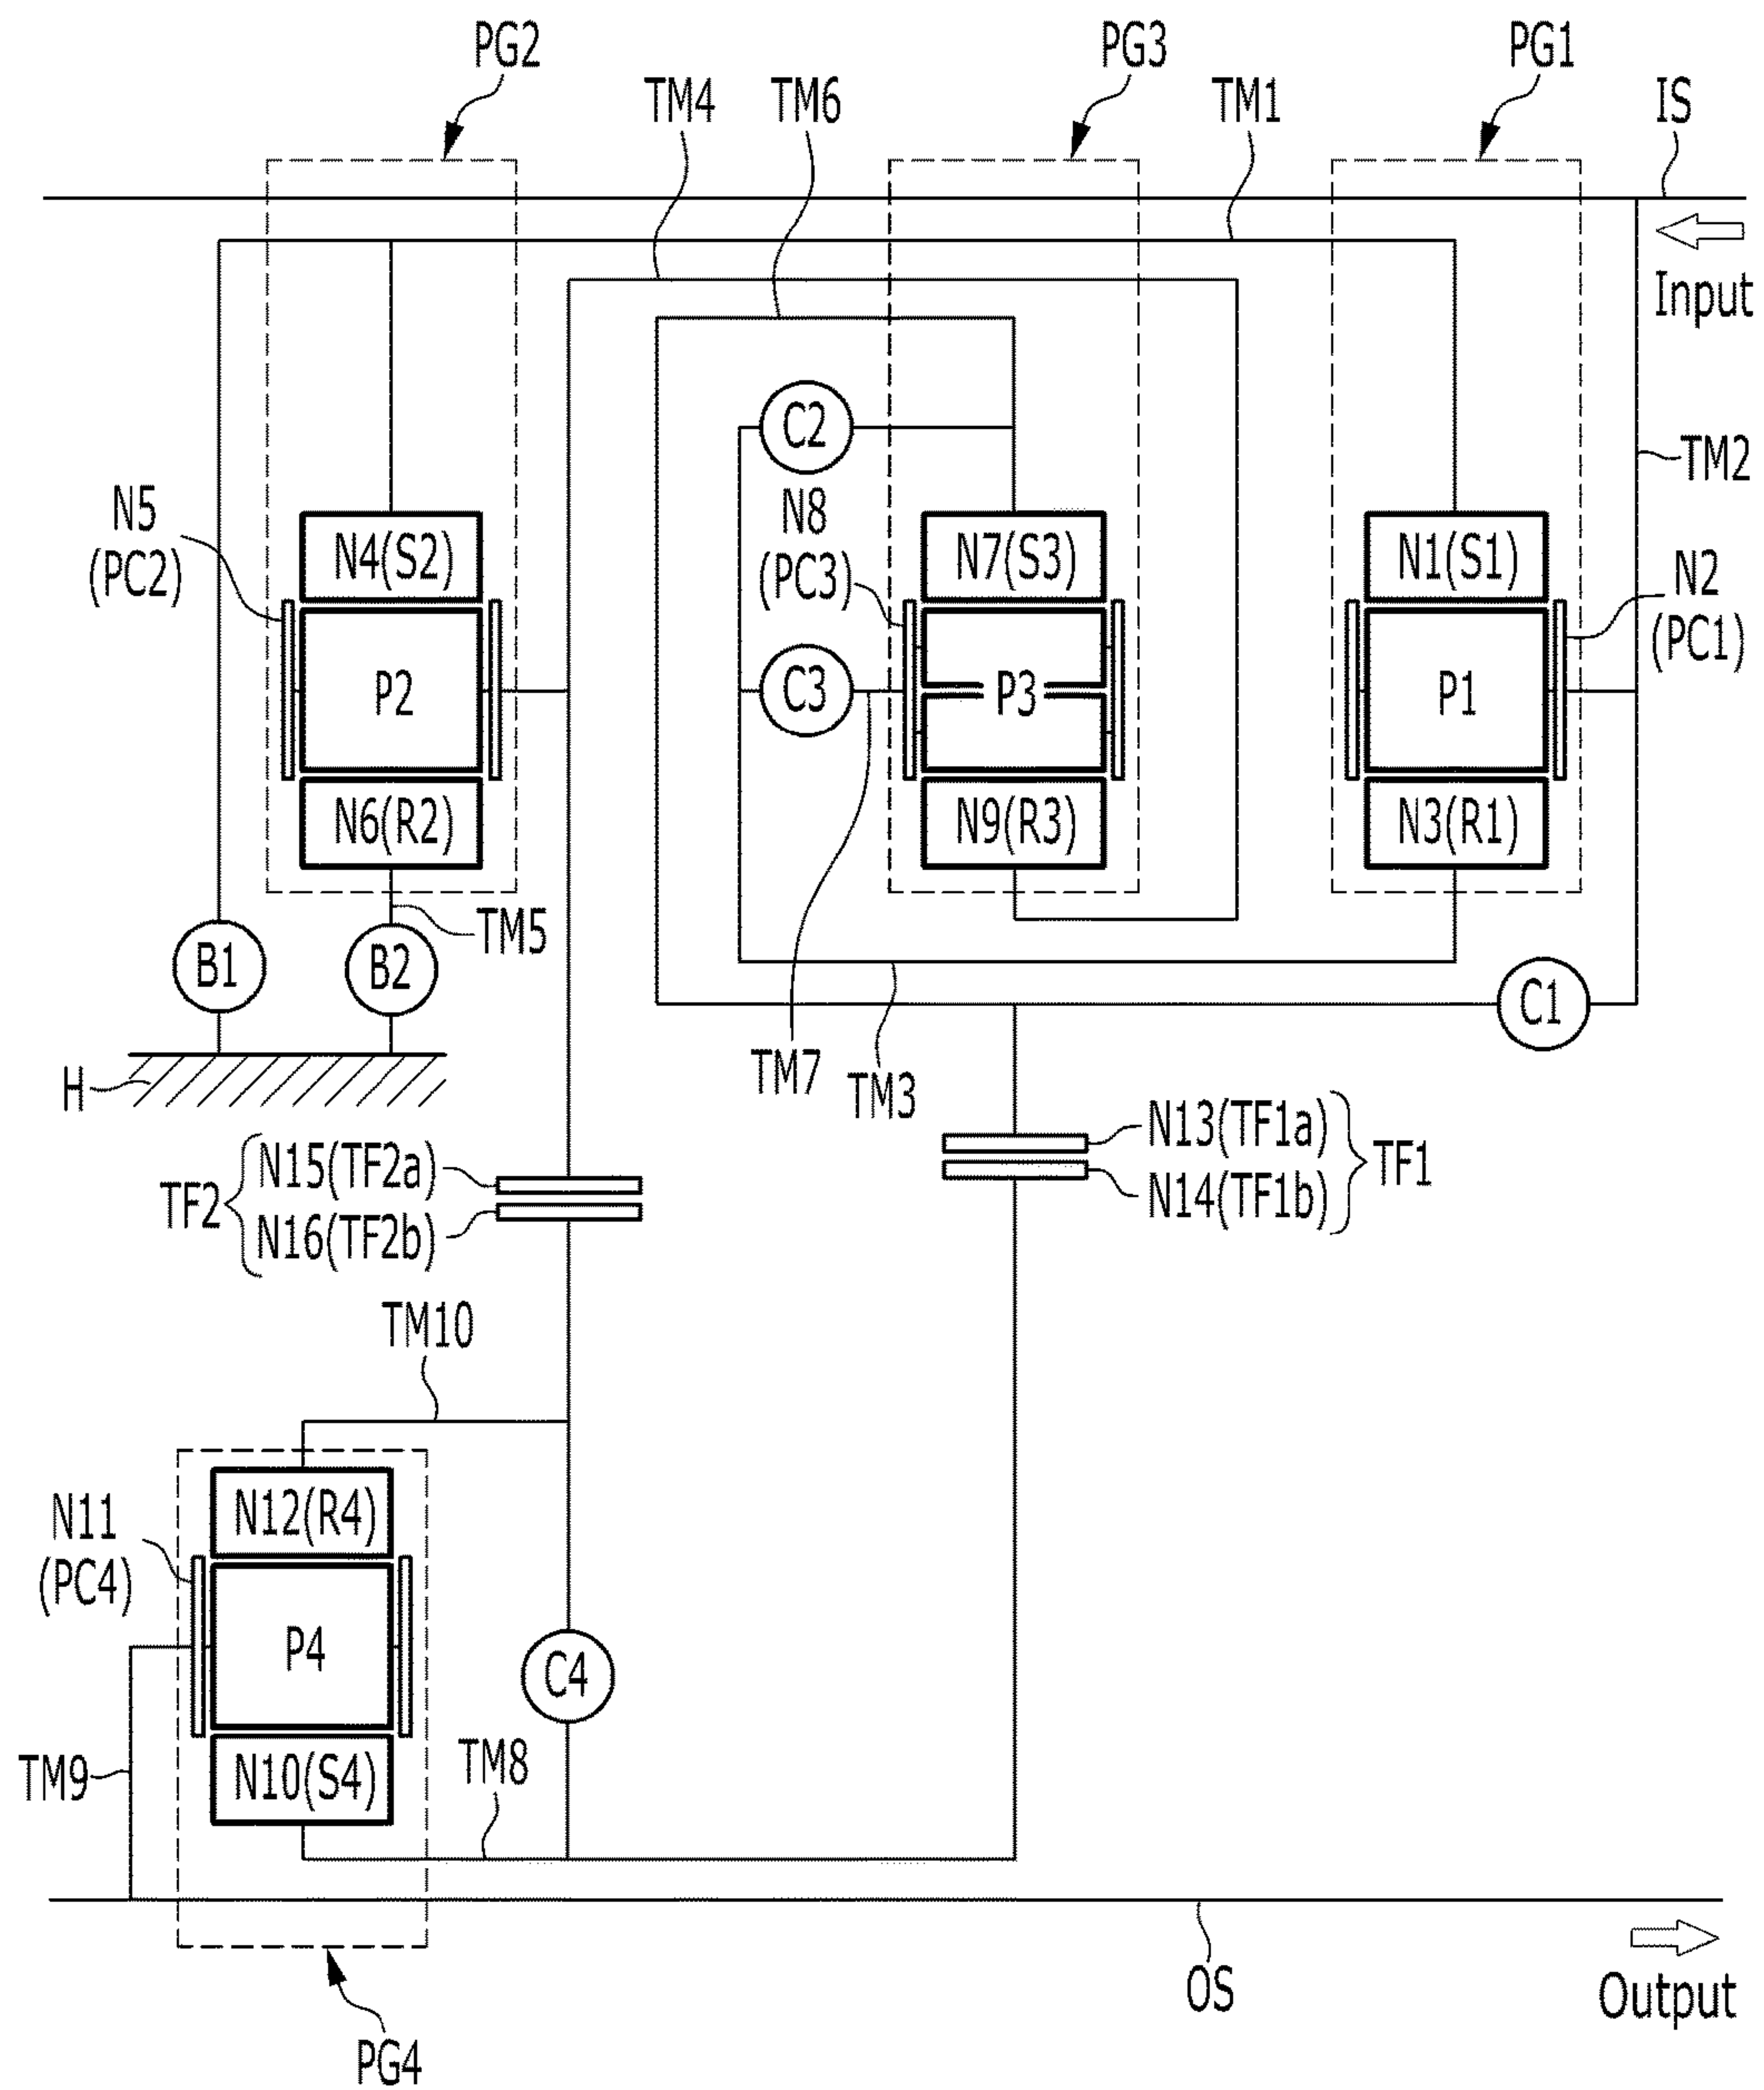 PG2
PG3
PG1
TM4
TM6
TM1
IS
Input
C2
TM2
N5
(PC2)
N4(S2)
N8
(PC3)
N7(S3)
N1(S1)
N2
(PC1)
P2
C3
P3
P1
N6(R2)
N9(R3)
N3(R1)
TM5
B1
B2
C1
H
TM7
TM3
TF2
N15(TF2a)
N16(TF2b)
N13(TF1a)
N14(TF1b)
TF1
TM10
N11
(PC4)
N12(R4)
P4
C4
TM9
N10(S4)
TM8
OS
Output
PG4